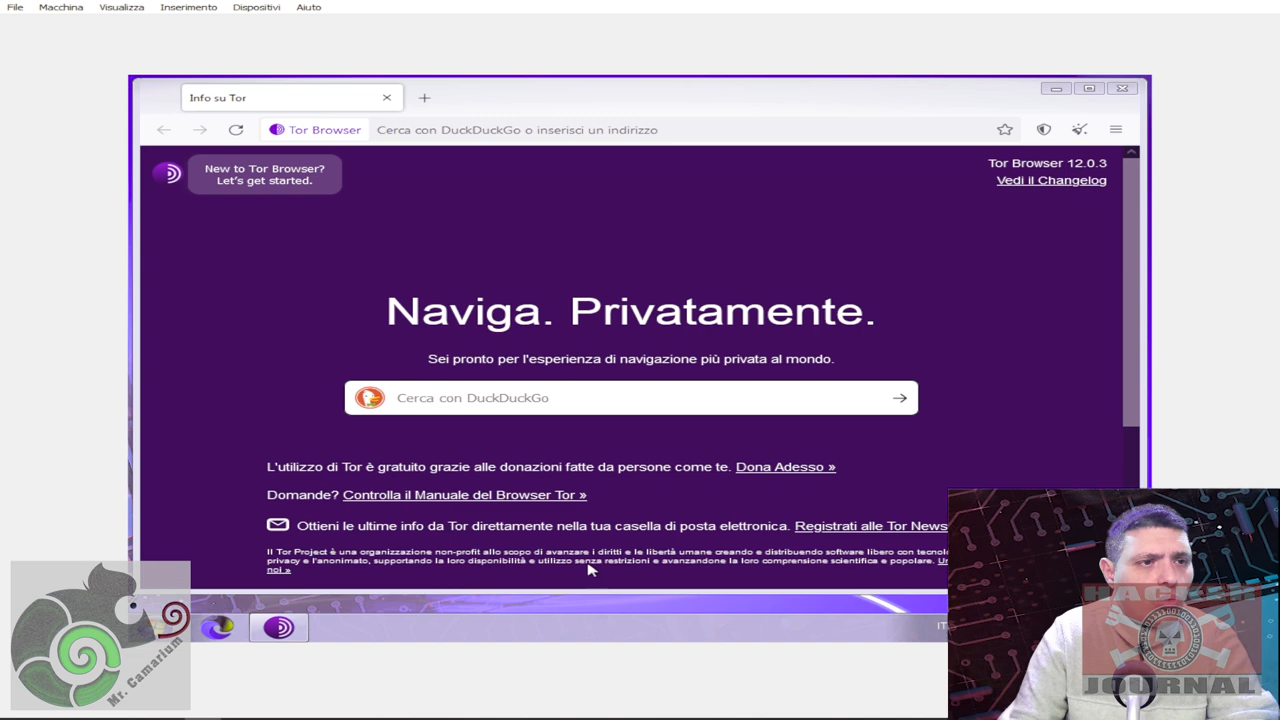 File Macchina Visualizza Inserimento Dispositivi Aiuto
Info su Tor
Tor Browser Cerca con DuckDuckGo o inserisci un indirizzo
New to Tor Browser?
Let's get started.
Tor Browser 12.0.3
Vedi il Changelog
Naviga. Privatamente.
Sei pronto per l'esperienza di navigazione più privata al mondo.
Cerca con DuckDuckGo
L'utilizzo di Tor è gratuito grazie alle donazioni fatte da persone come te. Dona Adesso »
Domande? Controlla il Manuale del Browser Tor »
Ottieni le ultime info da Tor direttamente nella tua casella di posta elettronica. Registrati alle Tor News
Il Tor Project è una organizzazione non-profit allo scopo di avanzare i diritti e le libertà umane creando e distribuendo software libero con tecnolo
privacy e l'anonimato, supportando la loro disponibilità e utilizzo senza restrizioni e avanzandone la loro comprensione scientifica e popolare. Un
noi »
IT
Mr. Camarium
HACKER
JOURNAL